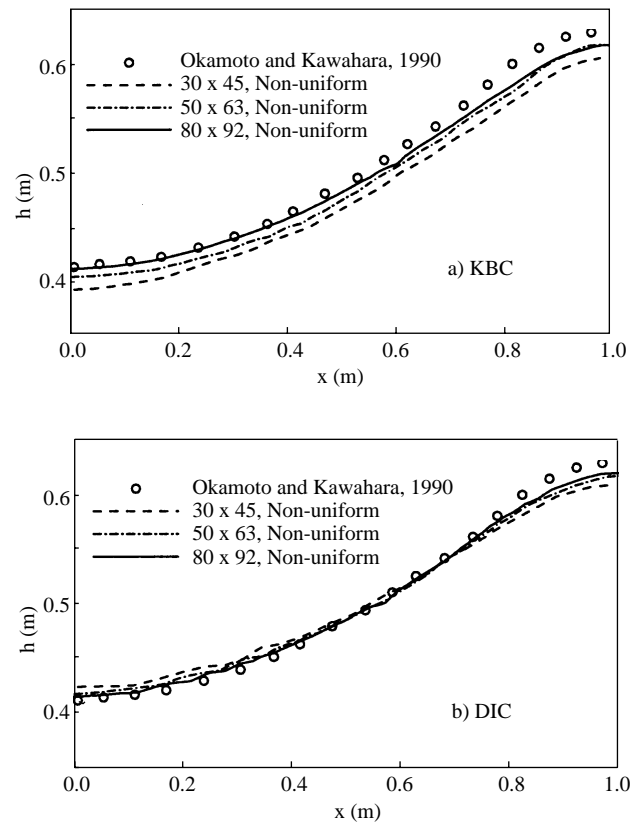 0.6
0.5
0.4
h (m)
Okamoto and Kawahara, 1990
30 x 45, Non-uniform
50 x 63, Non-uniform
80 x 92, Non-uniform
a) KBC
0.0 0.2 0.4 0.6 0.8 1.0
x (m)
0.6
0.5
0.4
h (m)
Okamoto and Kawahara, 1990
30 x 45, Non-uniform
50 x 63, Non-uniform
80 x 92, Non-uniform
b) DIC
0.0 0.2 0.4 0.6 0.8 1.0
x (m)